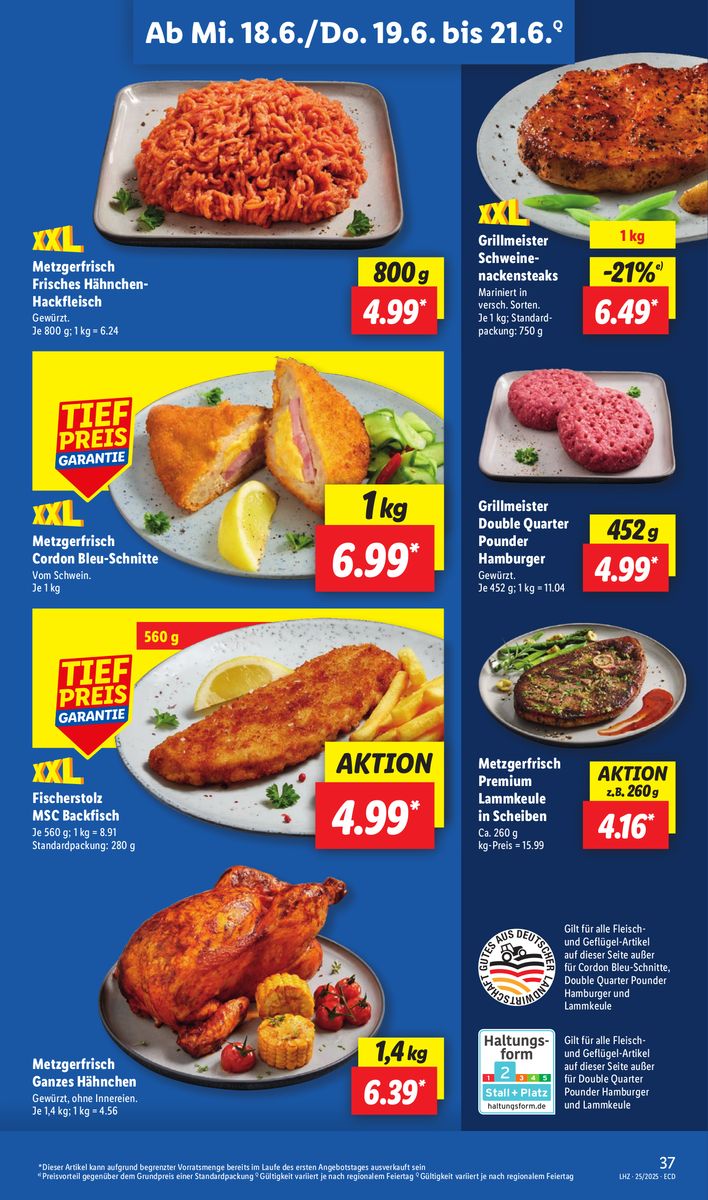 Ab Mi. 18.6./Do. 19.6. bis 21.6.Q
XXL
Metzgerfrisch
Frisches Hähnchen-
Hackfleisch
Gewürzt.
Je 800 g; 1 kg = 6.24
800 g
4.99*
XXL
Grillmeister
Schweine-
nackensteaks
Mariniert in
versch. Sorten.
Je 1 kg; Standard-
packung: 750 g
1 kg
-21%e)
6.49*
TIEF
PREIS
GARANTIE
XXL
Metzgerfrisch
Cordon Bleu-Schnitte
Vom Schwein.
Je 1 kg
1 kg
6.99*
Grillmeister
Double Quarter
Pounder
Hamburger
Gewürzt.
Je 452 g; 1 kg = 11.04
452 g
4.99*
560 g
TIEF
PREIS
GARANTIE
XXL
Fischerstolz
MSC Backfisch
Je 560 g; 1 kg = 8.91
Standardpackung: 280 g
AKTION
4.99*
Metzgerfrisch
Premium
Lammkeule
in Scheiben
Ca. 260 g
kg-Preis = 15.99
AKTION
z.B. 260 g
4.16*
Metzgerfrisch
Ganzes Hähnchen
Gewürzt, ohne Innereien.
Je 1,4 kg; 1 kg = 4.56
1,4 kg
6.39*
GUTES AUS DEUTSCHER LANDWIRTSCHAFT
Gilt für alle Fleisch-
und Geflügel-Artikel
auf dieser Seite außer
für Cordon Bleu-Schnitte,
Double Quarter Pounder
Hamburger und
Lammkeule
Haltungs-
form
2
1 2 3 4 5
Stall + Platz
haltungsform.de
Gilt für alle Fleisch-
und Geflügel-Artikel
auf dieser Seite außer
für Double Quarter
Pounder Hamburger
und Lammkeule
*Dieser Artikel kann aufgrund begrenzter Vorratsmenge bereits im Laufe des ersten Angebotstages ausverkauft sein
e) Preisvorteil gegenüber dem Grundpreis einer Standardpackung Q Gültigkeit variiert je nach regionalem Feiertag Q Gültigkeit variiert je nach regionalem Feiertag
37
LHZ · 25/2025 · ECD